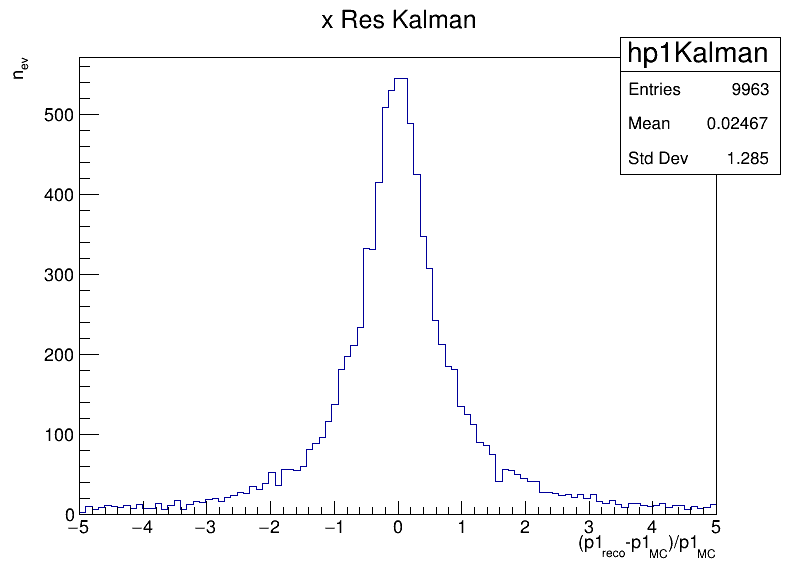 x Res Kalman
hp1Kalman
Entries 9963
Mean 0.02467
Std Dev 1.285
n_ev
500
400
300
200
100
0
−5 −4 −3 −2 −1 0 1 2 3 4 5
(p1_reco-p1_MC)/p1_MC